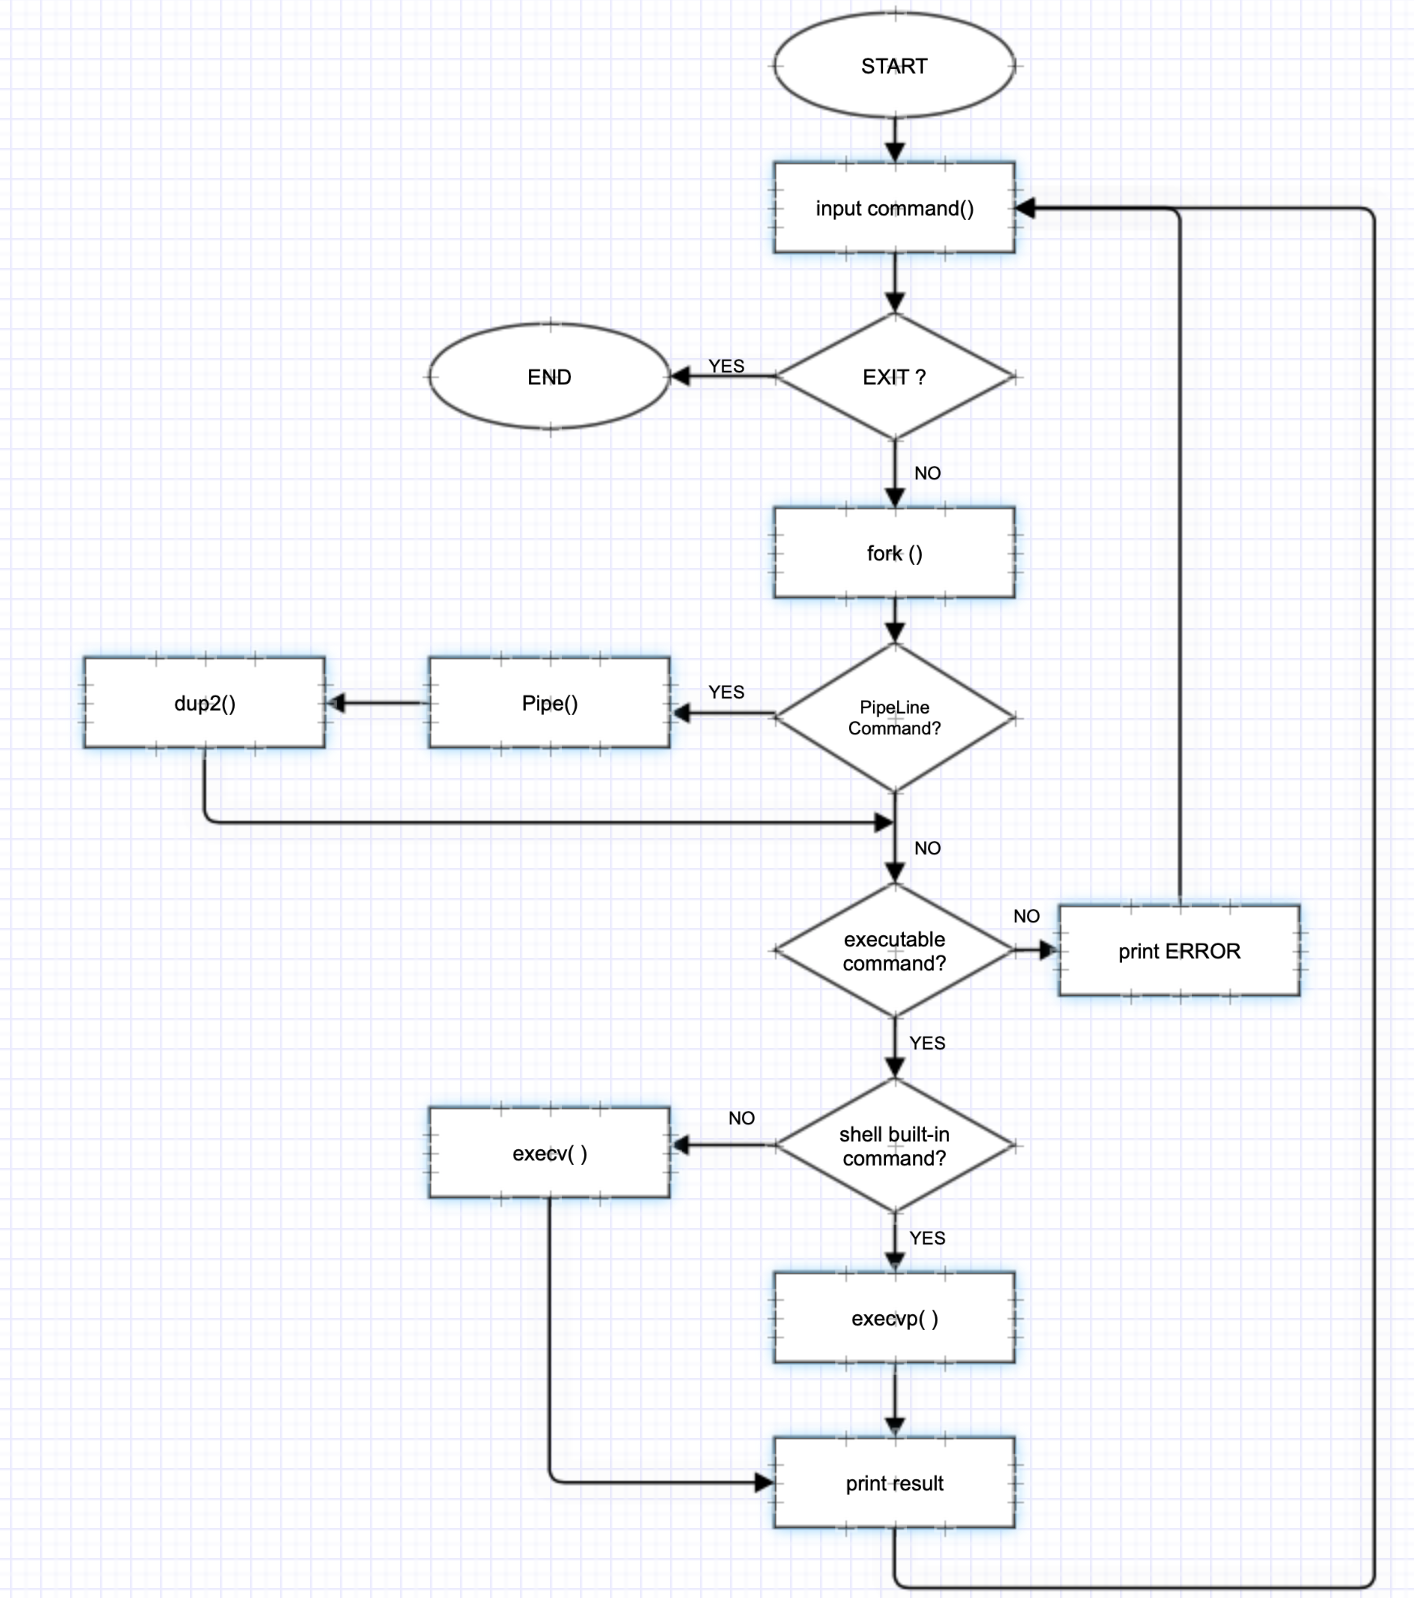 START
input command()
YES
END
EXIT ?
NO
fork ()
dup2()
Pipe()
YES
PipeLine
Command?
NO
executable
command?
NO
print ERROR
YES
execv( )
NO
shell built-in
command?
YES
execvp( )
print result